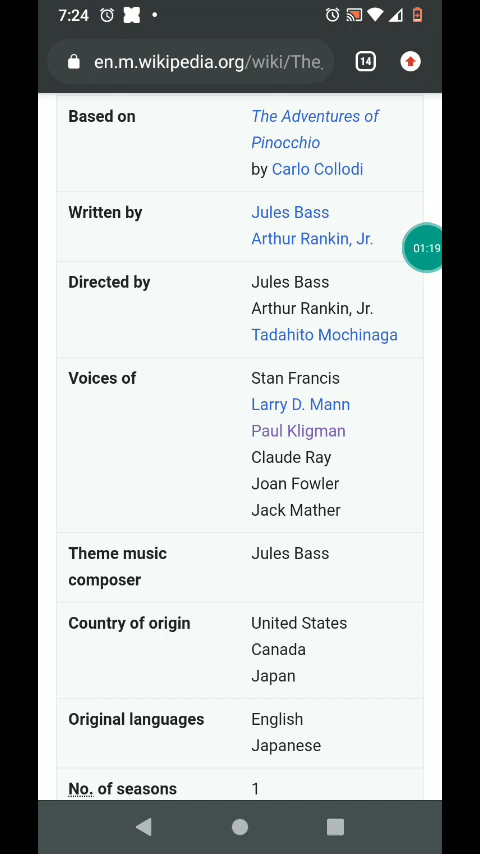 7:24
14
en.m.wikipedia.org/wiki/The
Based on
The Adventures of
Pinocchio
by Carlo Collodi
Written by
Jules Bass
Arthur Rankin, Jr.
01:19
Directed by
Jules Bass
Arthur Rankin, Jr.
Tadahito Mochinaga
Voices of
Stan Francis
Larry D. Mann
Paul Kligman
Claude Ray
Joan Fowler
Jack Mather
Theme music
composer
Jules Bass
Country of origin
United States
Canada
Japan
Original languages
English
Japanese
No. of seasons
1